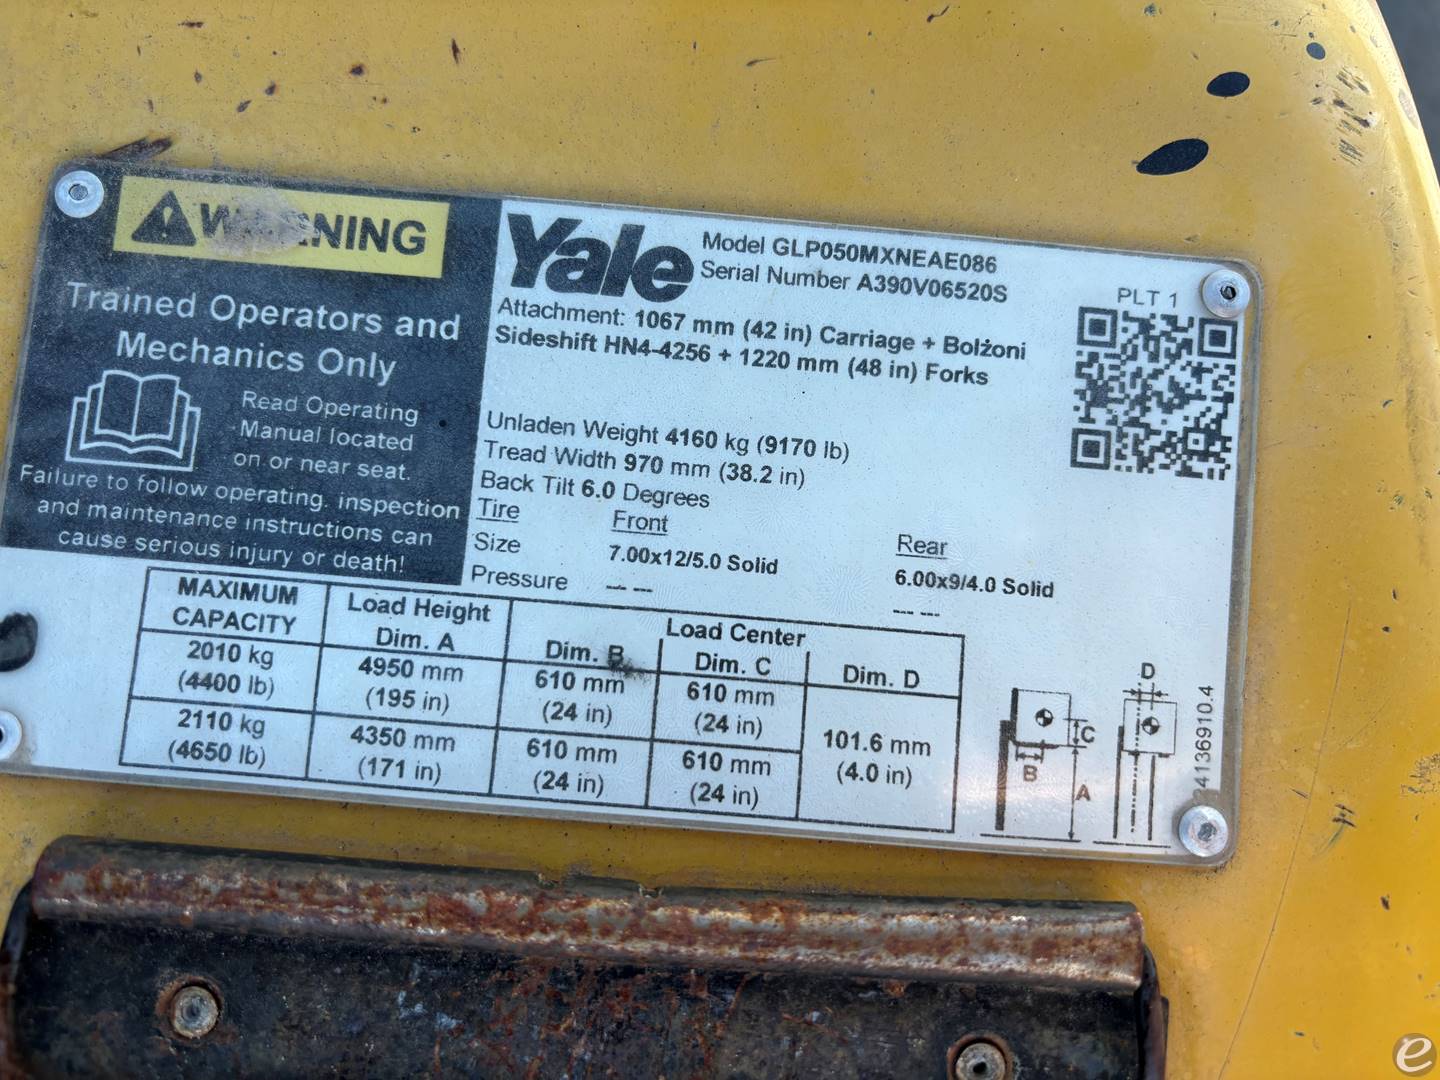 WARNING
Trained Operators and
Mechanics Only
Read Operating
Manual located
on or near seat.
Failure to follow operating, inspection
and maintenance instructions can
cause serious injury or death!
Yale
Model GLP050MXNEAE086
Serial Number A390V06520S
PLT 1
Attachment: 1067 mm (42 in) Carriage + Bolżoni
Sideshift HN4-4256 + 1220 mm (48 in) Forks
Unladen Weight 4160 kg (9170 lb)
Tread Width 970 mm (38.2 in)
Back Tilt 6.0 Degrees
Tire Front Rear
Size 7.00x12/5.0 Solid 6.00x9/4.0 Solid
Pressure --- --- --- ---
MAXIMUM
CAPACITY
Load Height
Dim. A
Load Center
Dim. B Dim. C Dim. D
2010 kg 4950 mm 610 mm 610 mm
(4400 lb) (195 in) (24 in) (24 in)
2110 kg 4350 mm 610 mm 610 mm
(4650 lb) (171 in) (24 in) (24 in)
101.6 mm
(4.0 in)
B
C
A
D
24136910.4
e